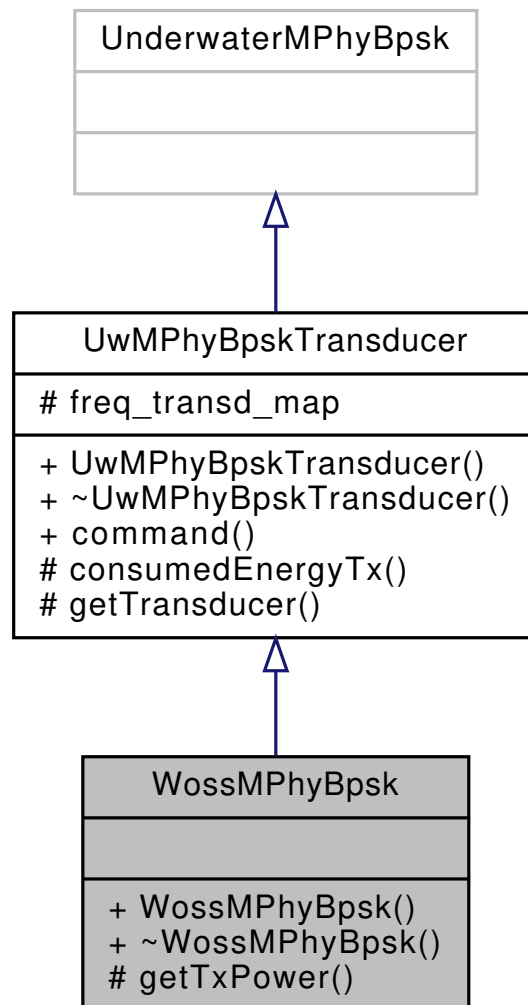 UnderwaterMPhyBpsk
UwMPhyBpskTransducer
# freq_transd_map
+ UwMPhyBpskTransducer()
+ ~UwMPhyBpskTransducer()
+ command()
# consumedEnergyTx()
# getTransducer()
WossMPhyBpsk
+ WossMPhyBpsk()
+ ~WossMPhyBpsk()
# getTxPower()